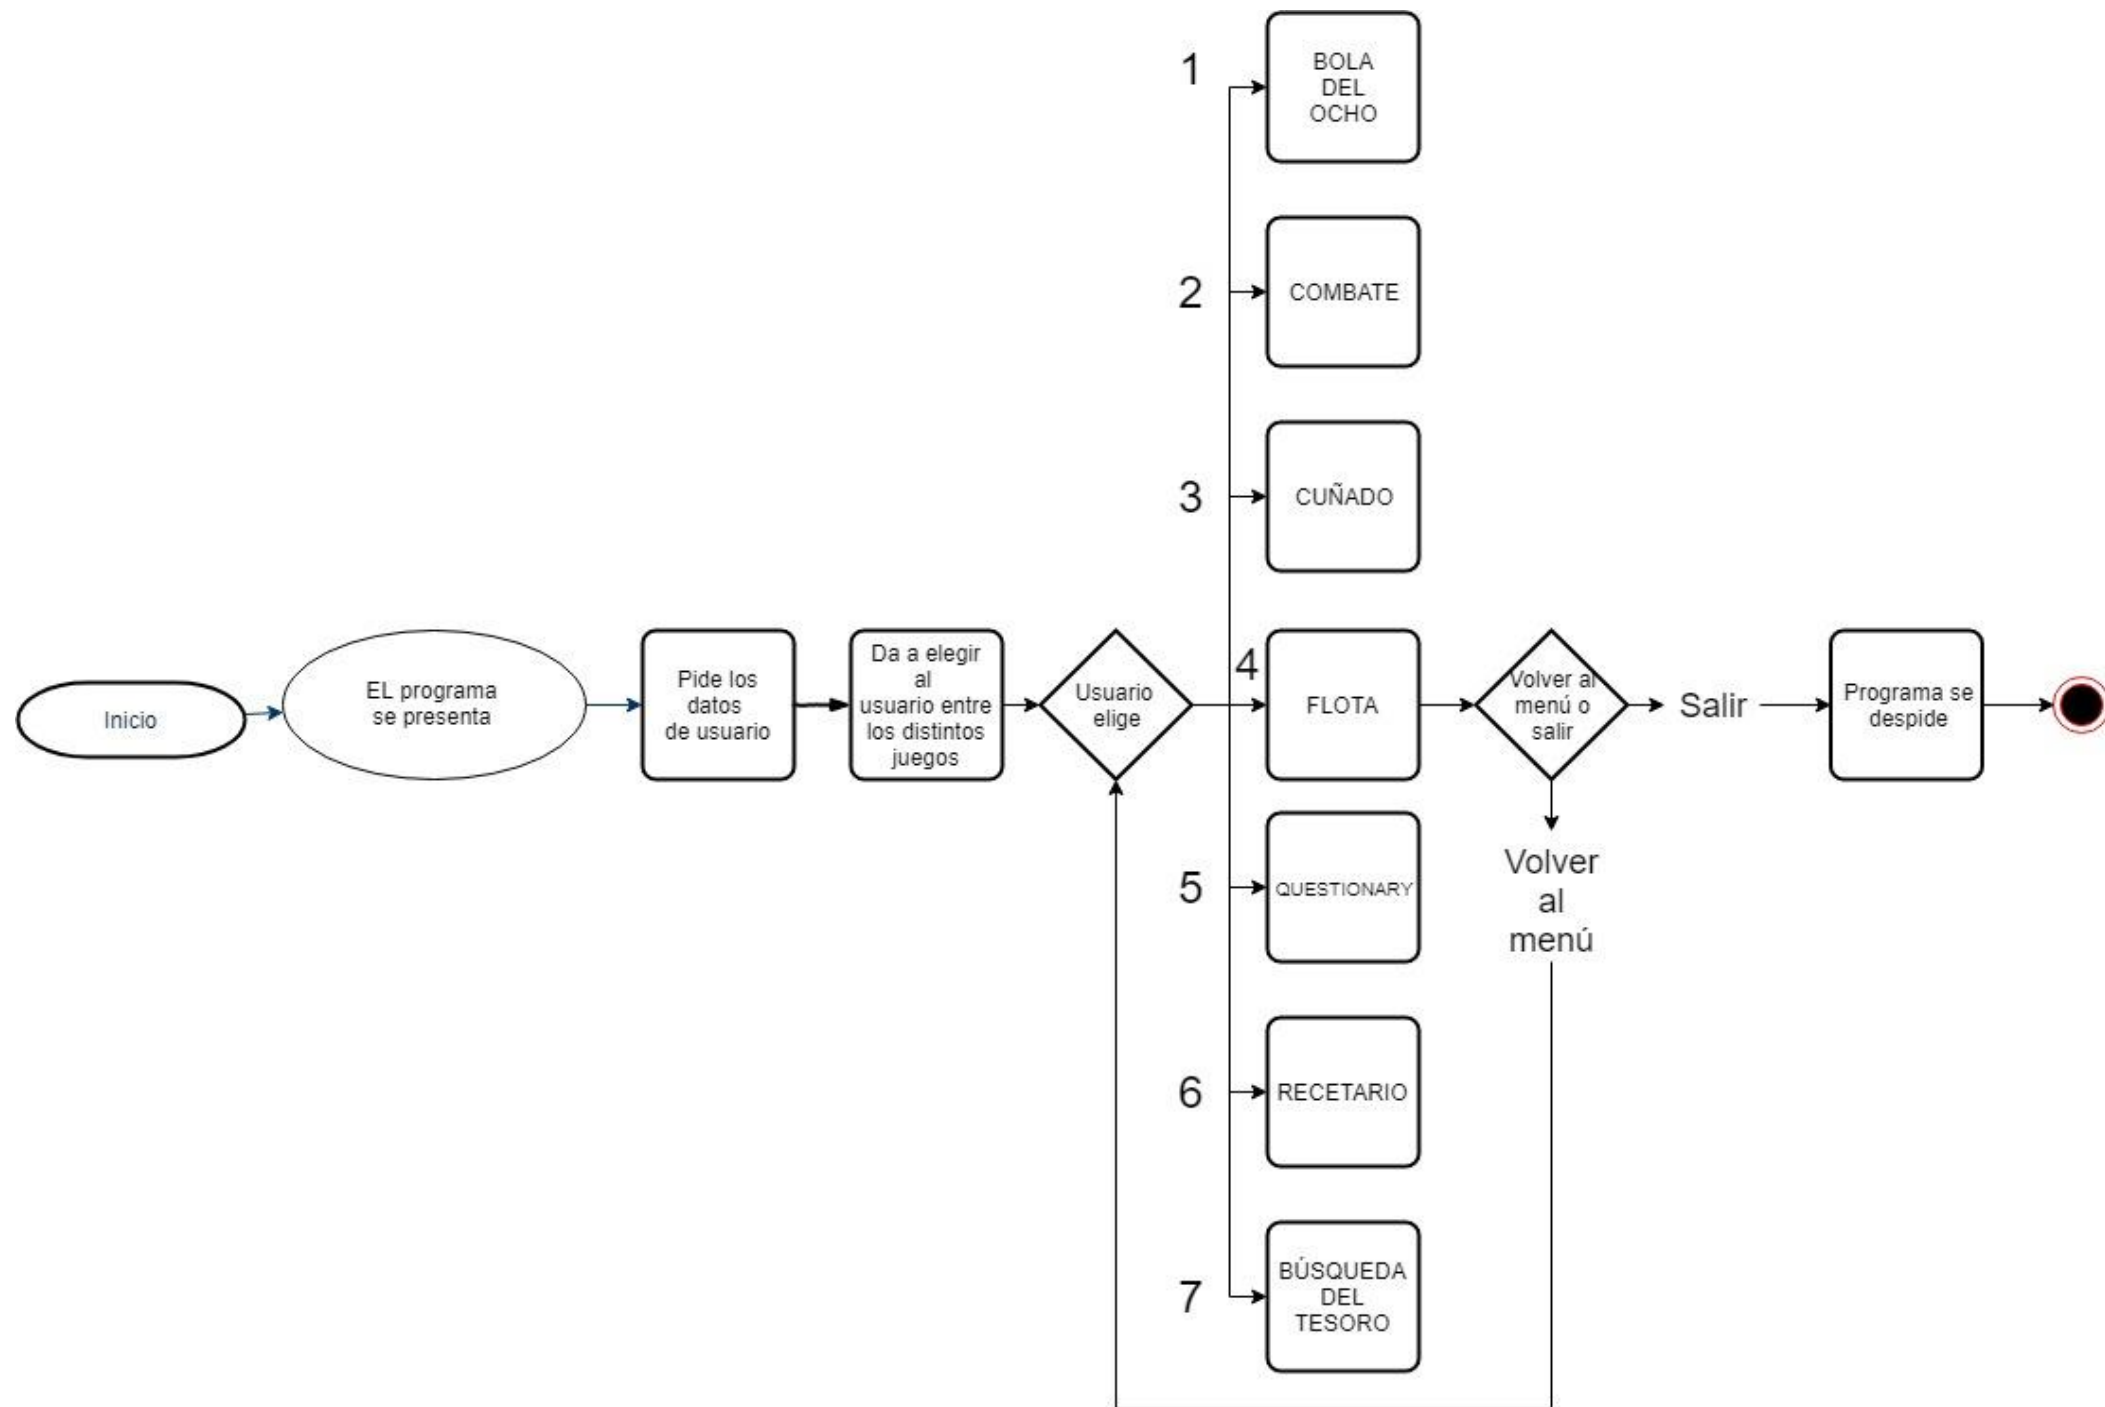 Inicio
EL programa
se presenta
Pide los
datos
de usuario
Da a elegir
al
usuario entre
los distintos
juegos
Usuario
elige
1
BOLA
DEL
OCHO
2
COMBATE
3
CUÑADO
4
FLOTA
5
QUESTIONARY
6
RECETARIO
7
BÚSQUEDA
DEL
TESORO
Volver al
menú o
salir
Salir
Volver
al
menú
Programa se
despide